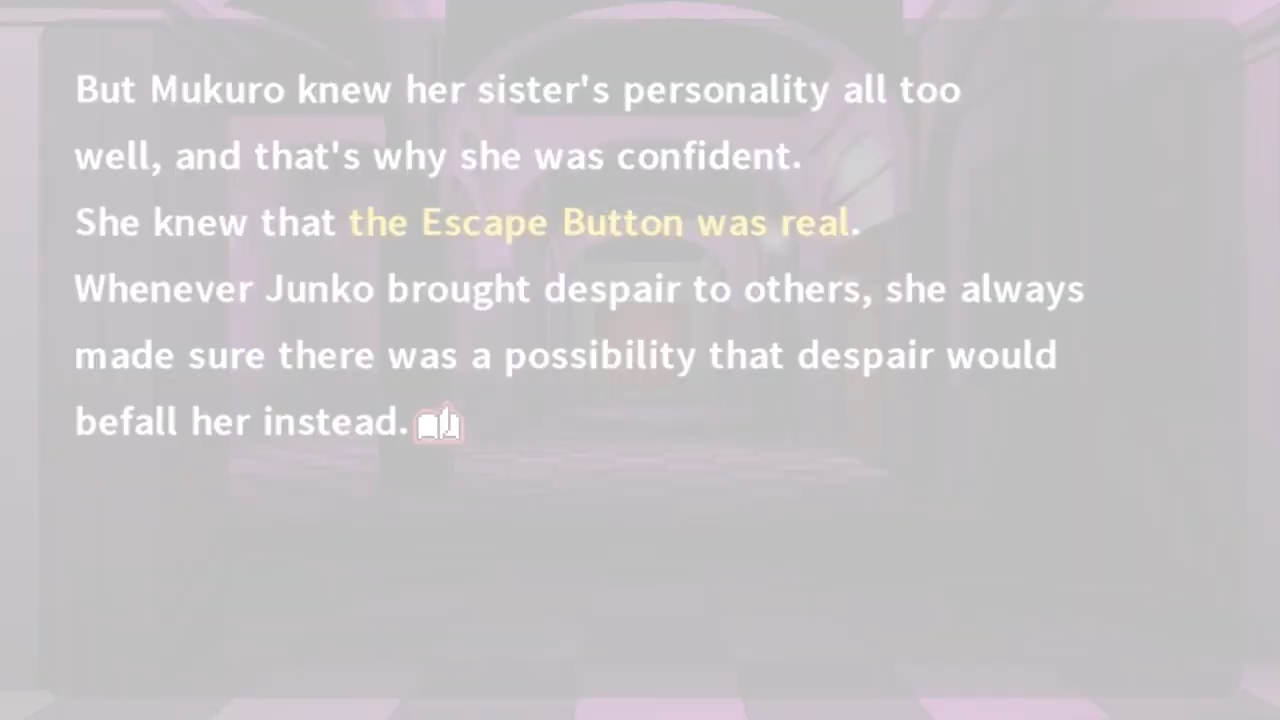 But Mukuro knew her sister's personality all too
well, and that's why she was confident.
She knew that the Escape Button was real.
Whenever Junko brought despair to others, she always
made sure there was a possibility that despair would
befall her instead.